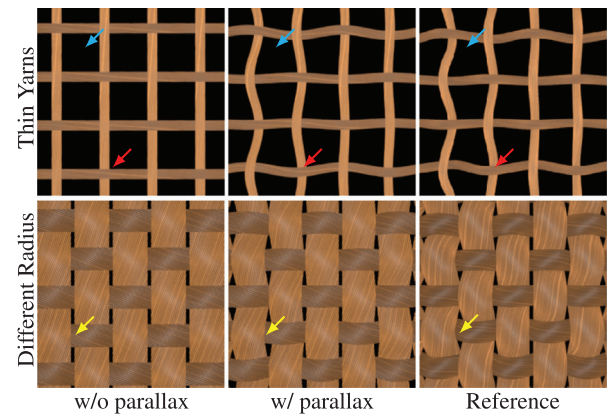 Thin Yarns
Different Radius
w/o parallax
w/ parallax
Reference